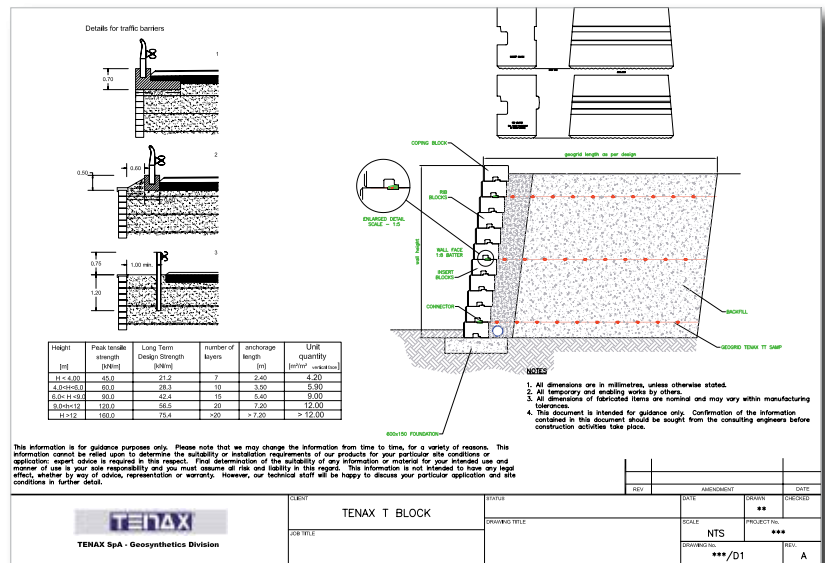 Details for traffic barriers
1
0.70
2
0.60
0.50
3
0.75
1.00 min.
1.20
COPING BLOCK
geogrid length as per design
RIB
BLOCKS
ENLARGED DETAIL
SCALE - 1:5
wall height
WALL FACE
1:8 BATTER
INSERT
BLOCKS
CONNECTOR
BACKFILL
GEOGRID TENAX TT SAMP
600x150 FOUNDATION
Height Peak tensile Long Term number of anchorage Unit
strength Design Strength layers length quantity
[m] [kN/m] [kN/m] [m] [m²/m² vertical face]
H < 4.00 45.0 21.2 7 2.40 4.20
4.0<H<6.0 60.0 28.3 10 3.50 5.90
6.0< H <9.0 90.0 42.4 15 5.40 9.00
9.0<h<12 120.0 56.5 20 7.20 12.00
H >12 160.0 75.4 >20 > 7.20 > 12.00
NOTES
1. All dimensions are in millimetres, unless otherwise stated.
2. All temporary and enabling works by others.
3. All dimensions of fabricated items are nominal and may vary within manufacturing
tolerances.
4. This document is intended for guidance only. Confirmation of the information
contained in this document should be sought from the consulting engineers before
construction activities take place.
This information is for guidance purposes only. Please note that we may change the information from time to time, for a variety of reasons. This
information cannot be relied upon to determine the suitability or installation requirements of our products for your particular site conditions or
application: expert advice is required in this respect. Final determination of the suitability of any information or material for your intended use and
manner of use is your sole responsibility and you must assume all risk and liability in this regard. This information is not intended to have any legal
effect, whether by way of advice, representation or warranty. However, our technical staff will be happy to discuss your particular application and site
conditions in further detail.
REV AMENDMENT DATE
TENAX
TENAX SpA - Geosynthetics Division
CLIENT
TENAX T BLOCK
JOB TITLE
STATUS
DRAWING TITLE
DATE DRAWN CHECKED
**
SCALE PROJECT No.
NTS ***
DRAWING No. REV.
***/D1 A